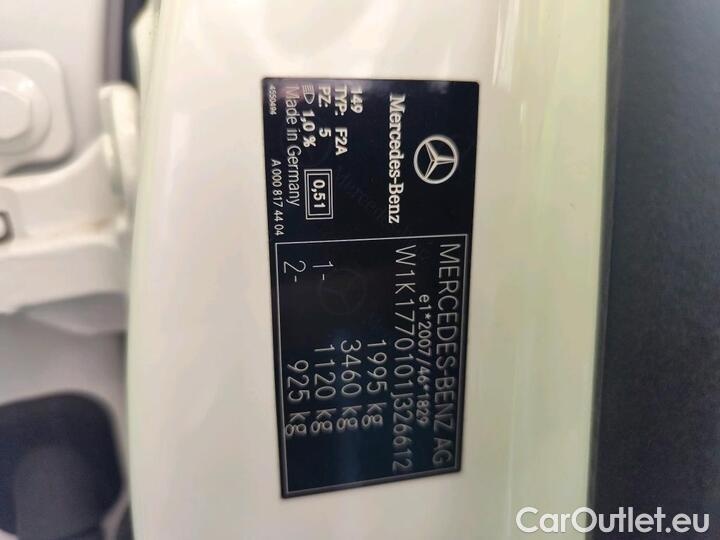 Mercedes-Benz
149
TYP: F2A
PZ: 5
1,0% 0,51
Made in Germany
4550494
A 000 817 44 04
MERCEDES-BENZ AG
e1*2007/46*1829
W1K1770101J326612
1995 kg
3460 kg
1- 1120 kg
2- 925 kg
CarOutlet.eu